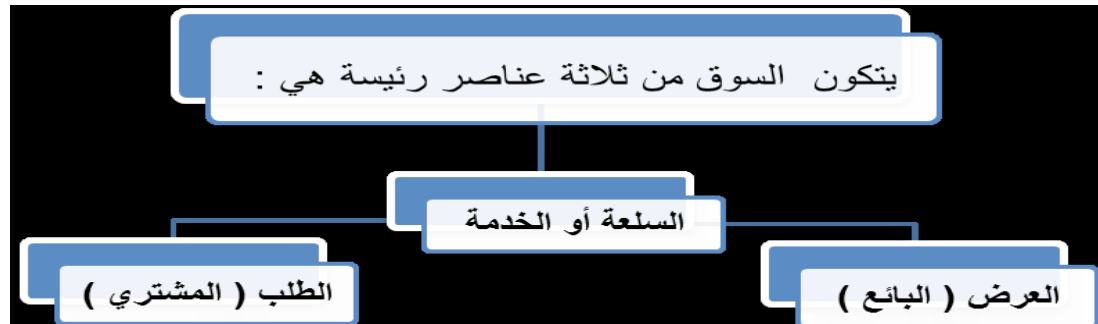 يتكون السوق من ثلاثة عناصر رئيسة هي :
السلعة أو الخدمة
العرض ( البائع )
الطلب ( المشتري )